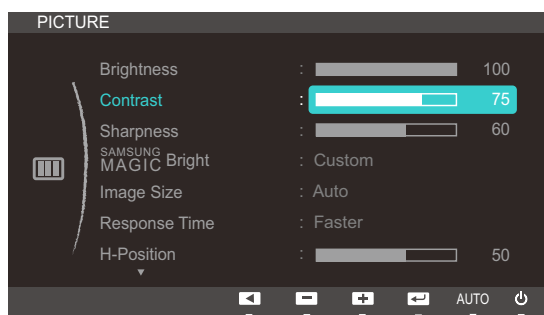 PICTURE
Brightness : 100
Contrast : 75
Sharpness : 60
SAMSUNG
MAGIC Bright : Custom
Image Size : Auto
Response Time : Faster
H-Position : 50
AUTO